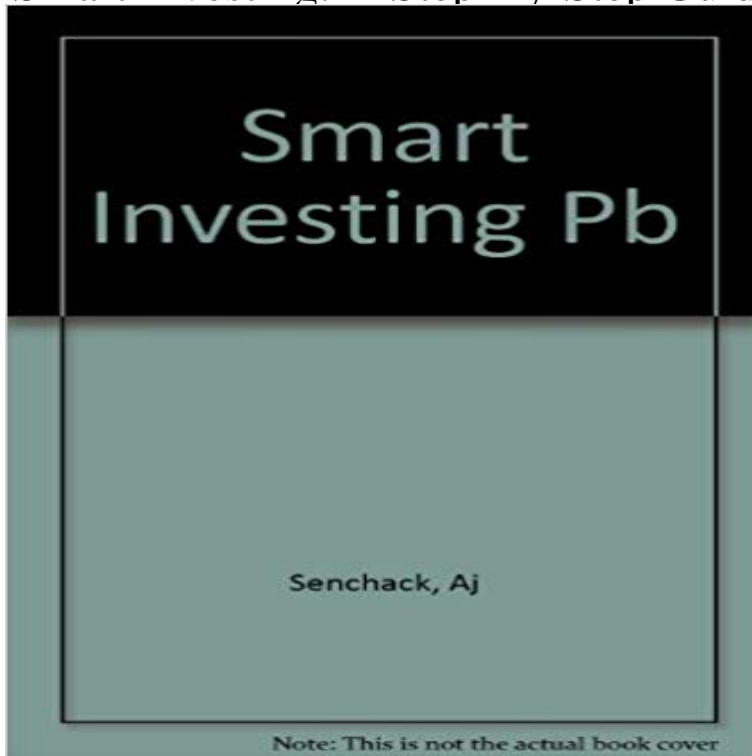 Smart
Investing Pb
Senchack, Aj
Note: This is not the actual book cover